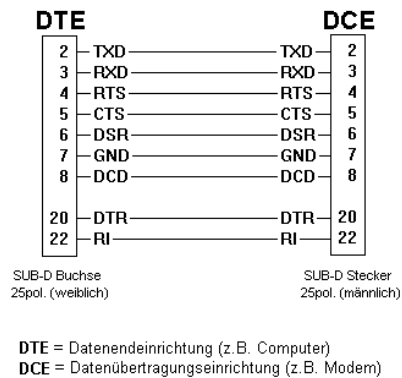 DTE DCE
2 TXD TXD 2
3 RXD RXD 3
4 RTS RTS 4
5 CTS CTS 5
6 DSR DSR 6
7 GND GND 7
8 DCD DCD 8
20 DTR DTR 20
22 RI RI 22
SUB-D Buchse SUB-D Stecker
25pol. (weiblich) 25pol. (männlich)
DTE = Datenendeinrichtung (z.B. Computer)
DCE = Datenübertragungseinrichtung (z.B. Modem)